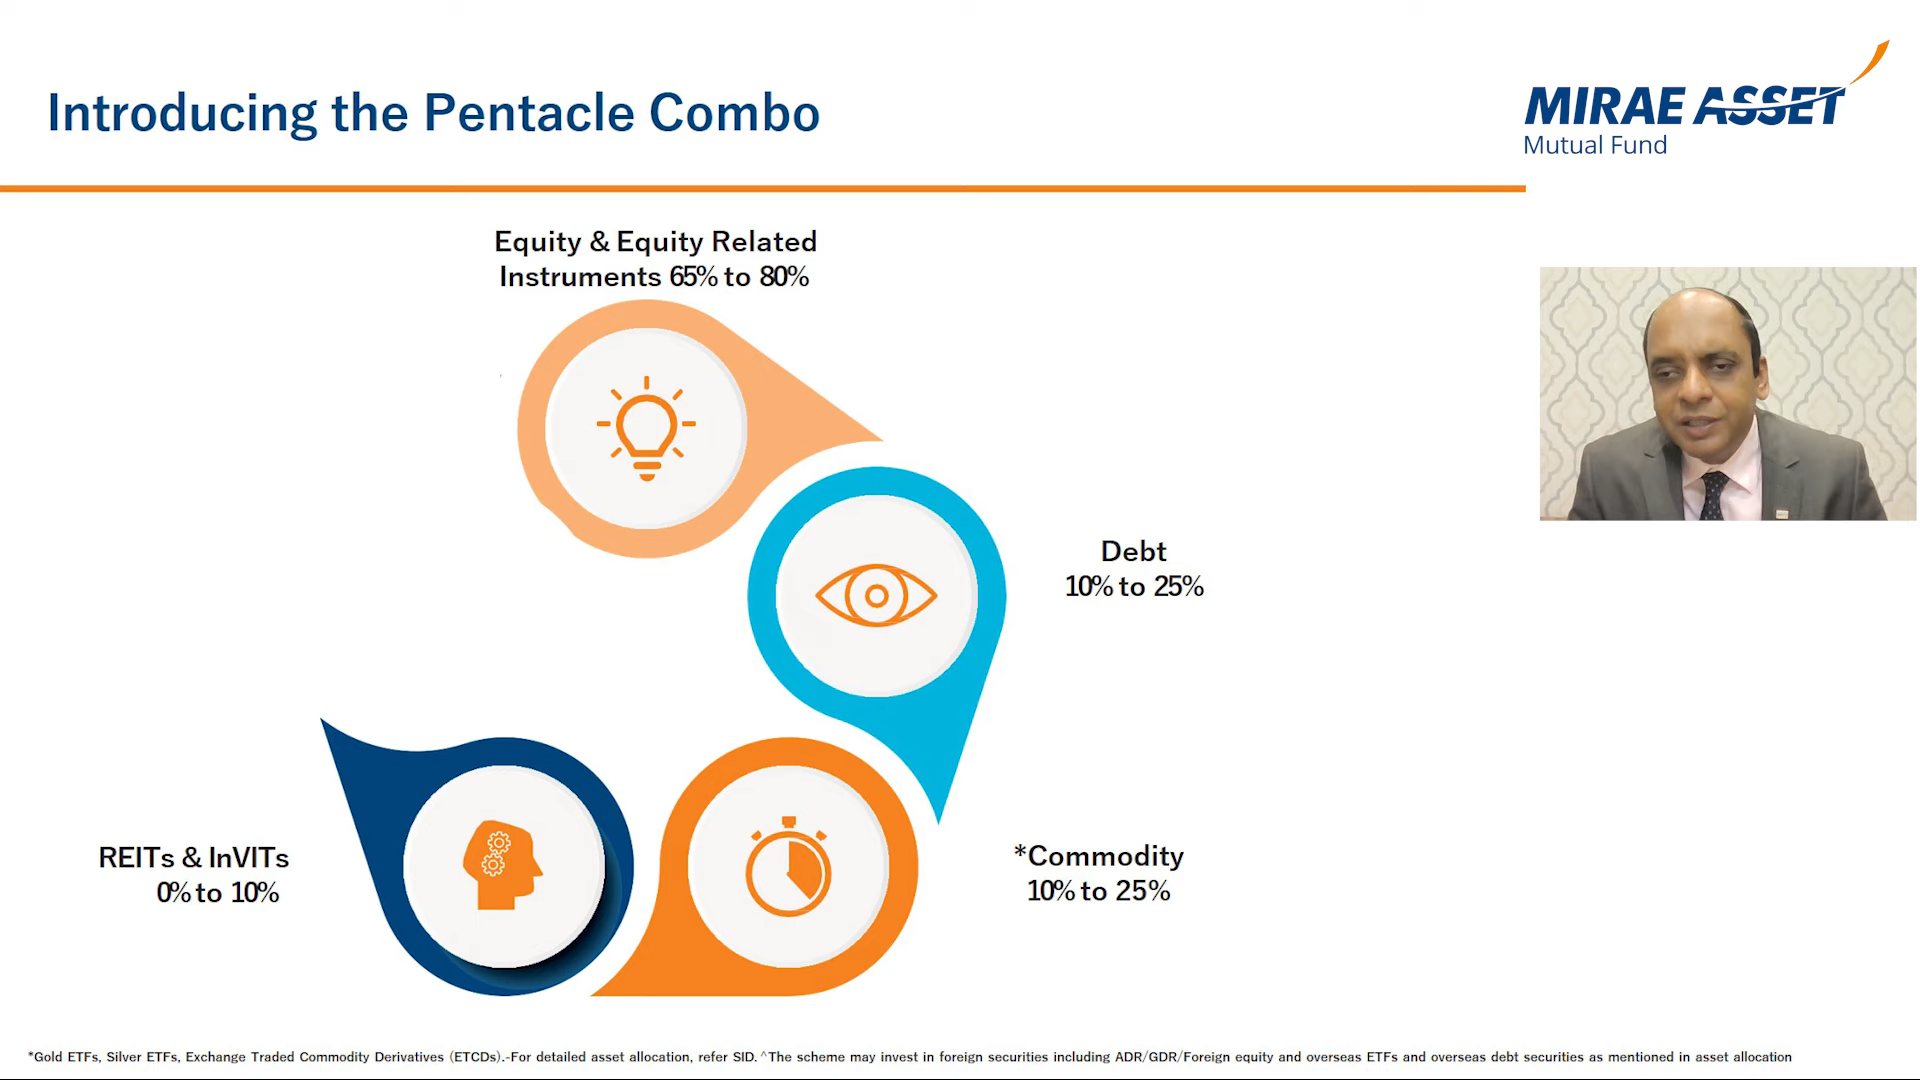 Introducing the Pentacle Combo
MIRAE ASSET
Mutual Fund
Equity & Equity Related
Instruments 65% to 80%
Debt
10% to 25%
REITs & InVITs
0% to 10%
*Commodity
10% to 25%
*Gold ETFs, Silver ETFs, Exchange Traded Commodity Derivatives (ETCDs).-For detailed asset allocation, refer SID. ^The scheme may invest in foreign securities including ADR/GDR/Foreign equity and overseas ETFs and overseas debt securities as mentioned in asset allocation